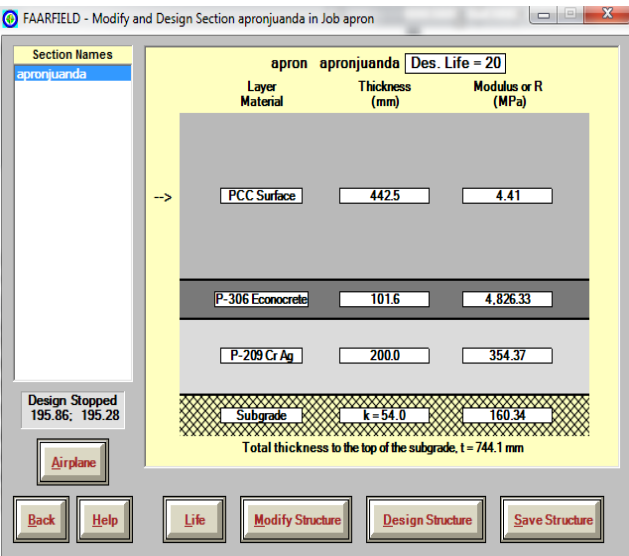 FAARFIELD - Modify and Design Section apronjuanda in Job apron
Section Names
apronjuanda
apron apronjuanda Des. Life = 20
Layer Material Thickness (mm) Modulus or R (MPa)
--> PCC Surface 442.5 4.41
P-306 Econocrete 101.6 4,826.33
P-209 Cr Ag 200.0 354.37
Subgrade k = 54.0 160.34
Total thickness to the top of the subgrade, t = 744.1 mm
Design Stopped
195.86; 195.28
Airplane
Back Help Life Modify Structure Design Structure Save Structure